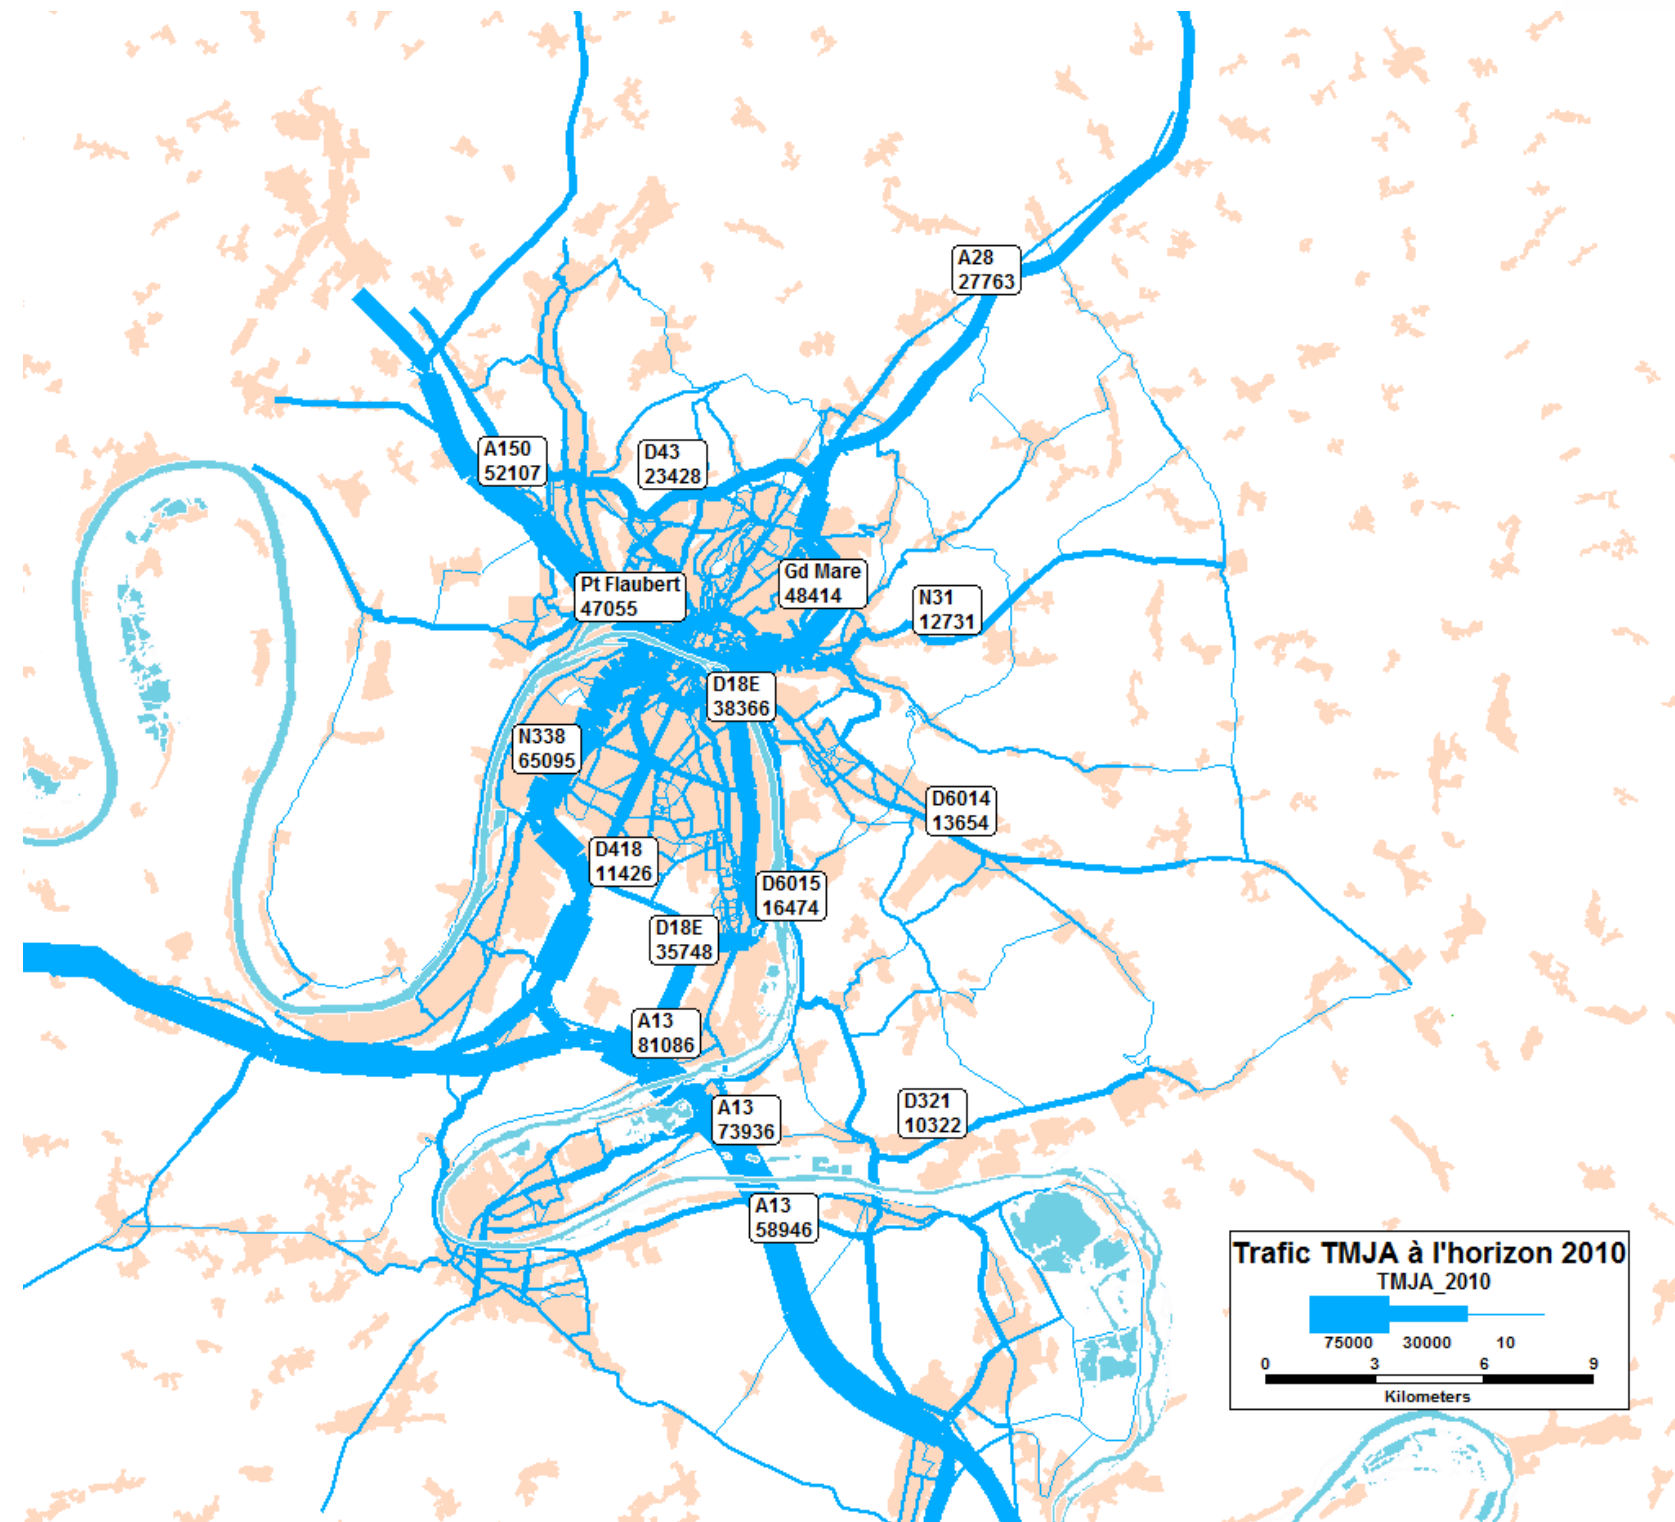 A28
27763
A150
52107
D43
23428
Pt Flaubert
47055
Gd Mare
48414
N31
12731
D18E
38366
N338
65095
D6014
13654
D418
11426
D6015
16474
D18E
35748
A13
81086
A13
73936
D321
10322
A13
58946
Trafic TMJA à l'horizon 2010
TMJA_2010
75000 30000 10
0 3 6 9
Kilometers